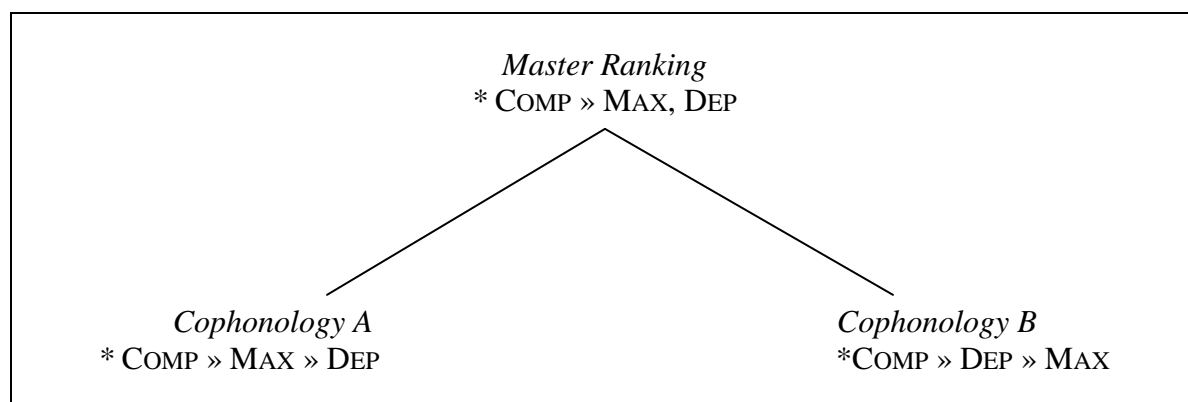 Master Ranking
* COMP » MAX, DEP
Cophonology A
* COMP » MAX » DEP
Cophonology B
*COMP » DEP » MAX